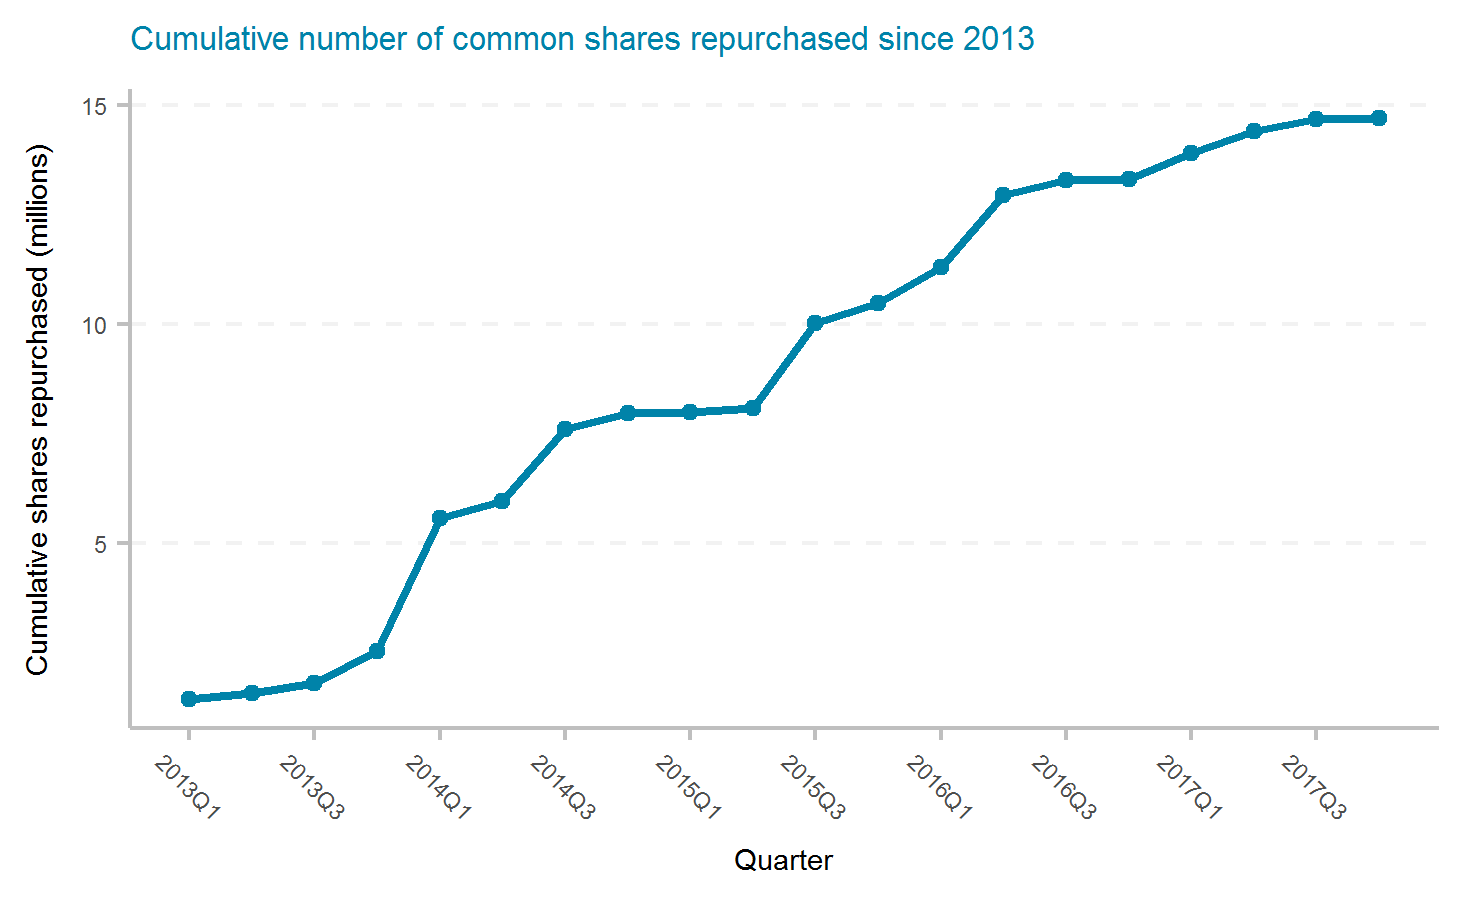 Cumulative number of common shares repurchased since 2013
Cumulative shares repurchased (millions)
15
10
5
2013Q1
2013Q3
2014Q1
2014Q3
2015Q1
2015Q3
2016Q1
2016Q3
2017Q1
2017Q3
Quarter